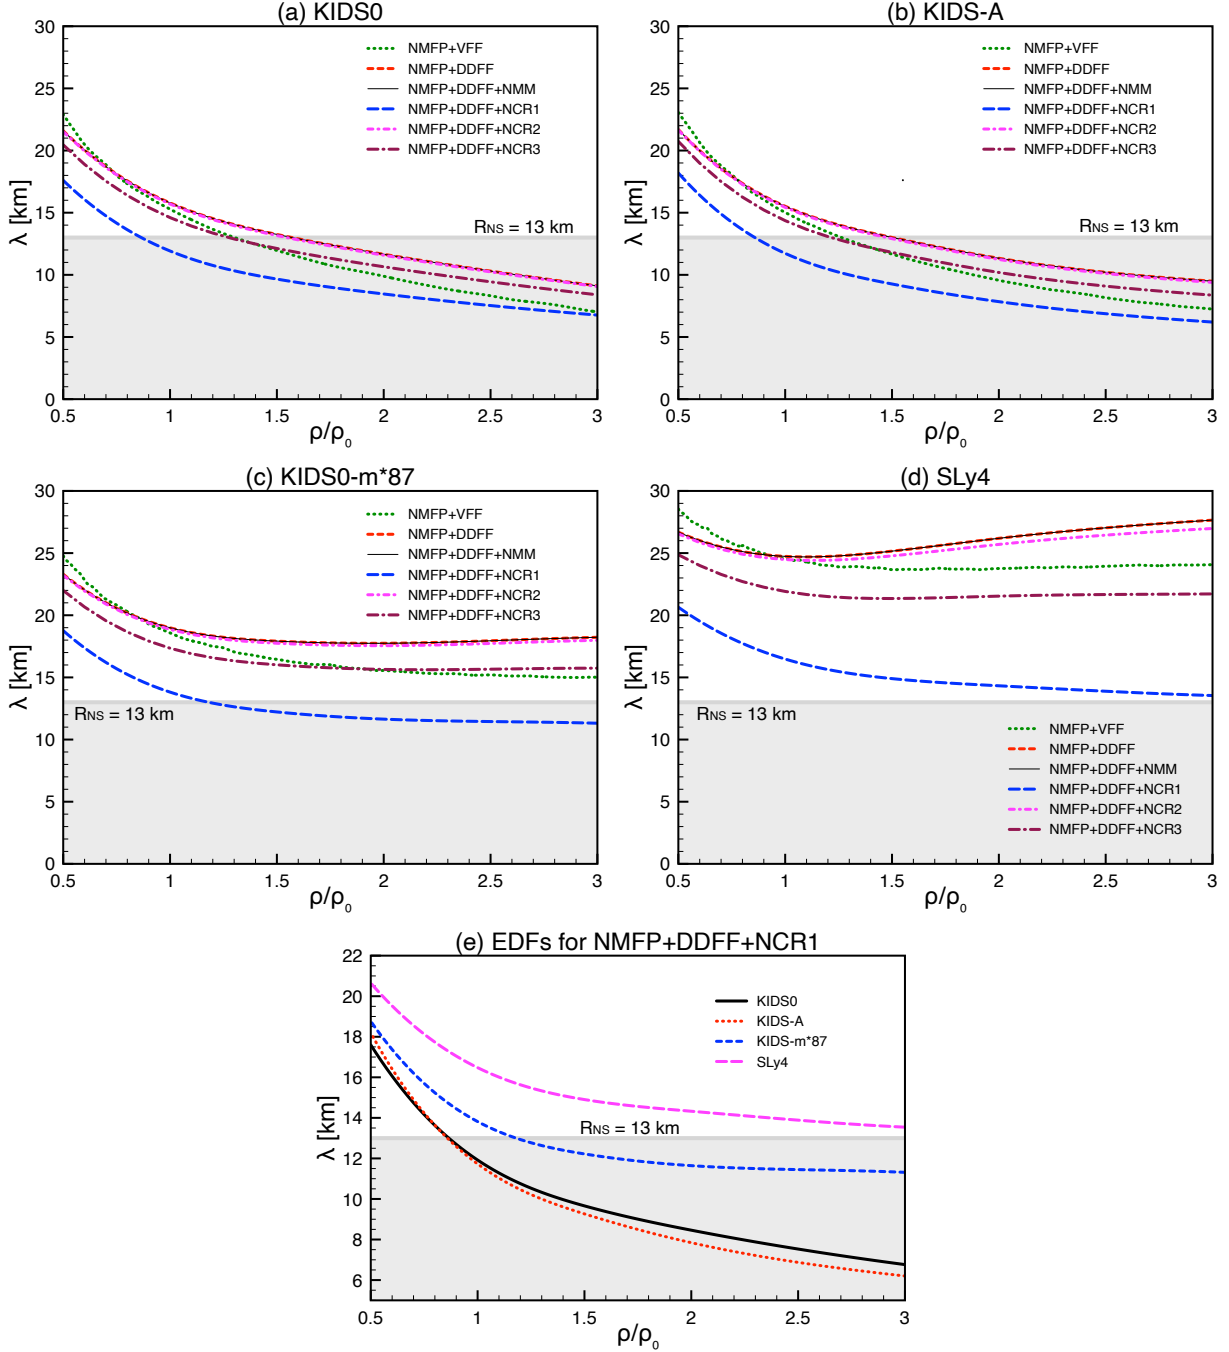 (a) KIDS0
30
25
20
15
10
5
0
λ [km]
NMFP+VFF
NMFP+DDFF
NMFP+DDFF+NMM
NMFP+DDFF+NCR1
NMFP+DDFF+NCR2
NMFP+DDFF+NCR3
RNS = 13 km
0.5 1 1.5 2 2.5 3
ρ/ρ0
(b) KIDS-A
30
25
20
15
10
5
0
λ [km]
NMFP+VFF
NMFP+DDFF
NMFP+DDFF+NMM
NMFP+DDFF+NCR1
NMFP+DDFF+NCR2
NMFP+DDFF+NCR3
RNS = 13 km
0.5 1 1.5 2 2.5 3
ρ/ρ0
(c) KIDS0-m*87
30
25
20
15
10
5
0
λ [km]
NMFP+VFF
NMFP+DDFF
NMFP+DDFF+NMM
NMFP+DDFF+NCR1
NMFP+DDFF+NCR2
NMFP+DDFF+NCR3
RNS = 13 km
0.5 1 1.5 2 2.5 3
ρ/ρ0
(d) SLy4
30
25
20
15
10
5
0
λ [km]
RNS = 13 km
NMFP+VFF
NMFP+DDFF
NMFP+DDFF+NMM
NMFP+DDFF+NCR1
NMFP+DDFF+NCR2
NMFP+DDFF+NCR3
0.5 1 1.5 2 2.5 3
ρ/ρ0
(e) EDFs for NMFP+DDFF+NCR1
22
20
18
16
14
12
10
8
6
λ [km]
KIDS0
KIDS-A
KIDS-m*87
SLy4
RNS = 13 km
0.5 1 1.5 2 2.5 3
ρ/ρ0